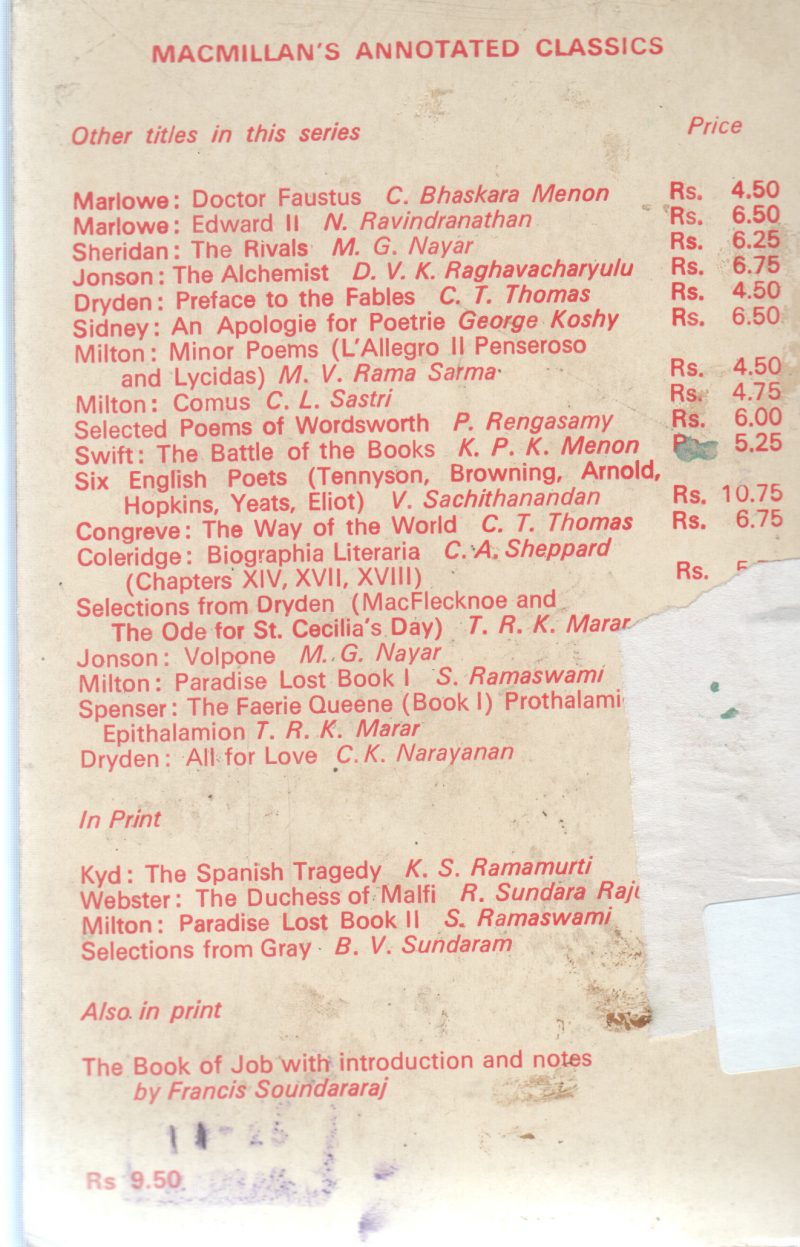 MACMILLAN'S ANNOTATED CLASSICS
Other titles in this series Price
Marlowe: Doctor Faustus C. Bhaskara Menon Rs. 4.50
Marlowe: Edward II N. Ravindranathan Rs. 6.50
Sheridan: The Rivals M. G. Nayar Rs. 6.25
Jonson: The Alchemist D. V. K. Raghavacharyulu Rs. 6.75
Dryden: Preface to the Fables C. T. Thomas Rs. 4.50
Sidney: An Apologie for Poetrie George Koshy Rs. 6.50
Milton: Minor Poems (L'Allegro II Penseroso
and Lycidas) M. V. Rama Sarma Rs. 4.50
Milton: Comus C. L. Sastri Rs. 4.75
Selected Poems of Wordsworth P. Rengasamy Rs. 6.00
Swift: The Battle of the Books K. P. K. Menon 5.25
Six English Poets (Tennyson, Browning, Arnold,
Hopkins, Yeats, Eliot) V. Sachithanandan Rs. 10.75
Congreve: The Way of the World C. T. Thomas Rs. 6.75
Coleridge: Biographia Literaria C. A. Sheppard
(Chapters XIV, XVII, XVIII) Rs.
Selections from Dryden (MacFlecknoe and
The Ode for St. Cecilia's Day) T. R. K. Marar
Jonson: Volpone M. G. Nayar
Milton: Paradise Lost Book I S. Ramaswami
Spenser: The Faerie Queene (Book I) Prothalami
Epithalamion T. R. K. Marar
Dryden: All for Love C. K. Narayanan
In Print
Kyd: The Spanish Tragedy K. S. Ramamurti
Webster: The Duchess of Malfi R. Sundara Raju
Milton: Paradise Lost Book II S. Ramaswami
Selections from Gray B. V. Sundaram
Also in print
The Book of Job with introduction and notes
by Francis Soundararaj
Rs 9.50